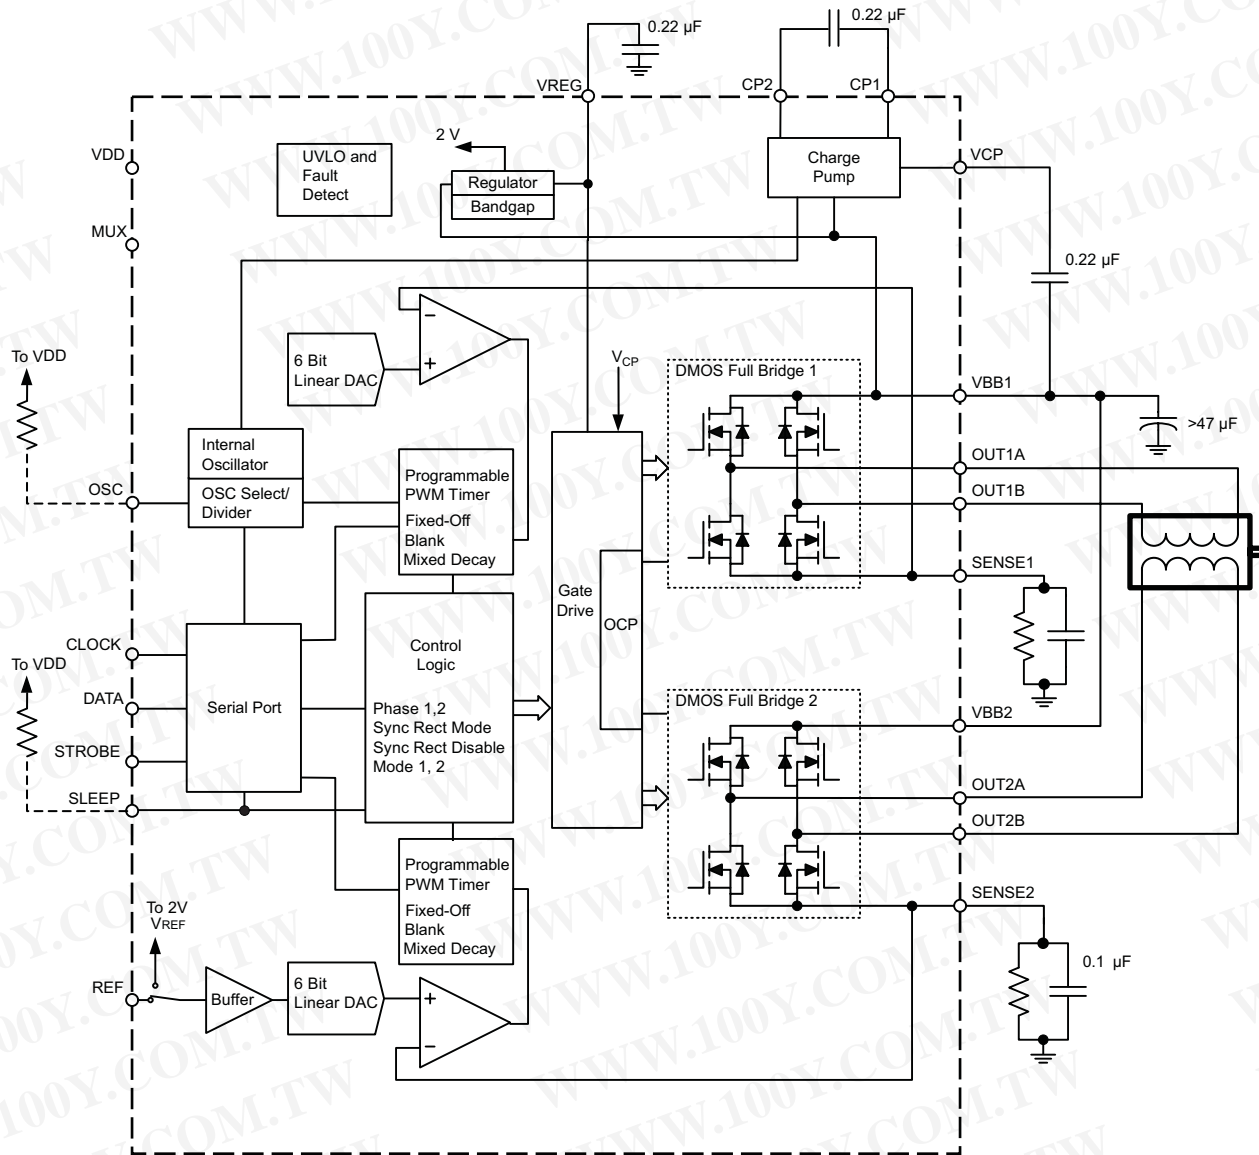 0.22 µF
0.22 µF
VREG
CP2
CP1
VDD
UVLO and
Fault
Detect
2 V
Regulator
Bandgap
Charge
Pump
VCP
MUX
0.22 µF
To VDD
6 Bit
Linear DAC
−
+
VCP
DMOS Full Bridge 1
VBB1
>47 µF
Internal
Oscillator
OSC Select/
Divider
OSC
Programmable
PWM Timer
Fixed-Off
Blank
Mixed Decay
OUT1A
OUT1B
SENSE1
Gate
Drive
OCP
CLOCK
To VDD
DATA
STROBE
SLEEP
Serial Port
Control
Logic
Phase 1,2
Sync Rect Mode
Sync Rect Disable
Mode 1, 2
DMOS Full Bridge 2
VBB2
OUT2A
OUT2B
Programmable
PWM Timer
Fixed-Off
Blank
Mixed Decay
SENSE2
To 2V
VREF
REF
Buffer
6 Bit
Linear DAC
+
−
0.1 µF
WWW.100Y.COM.TW